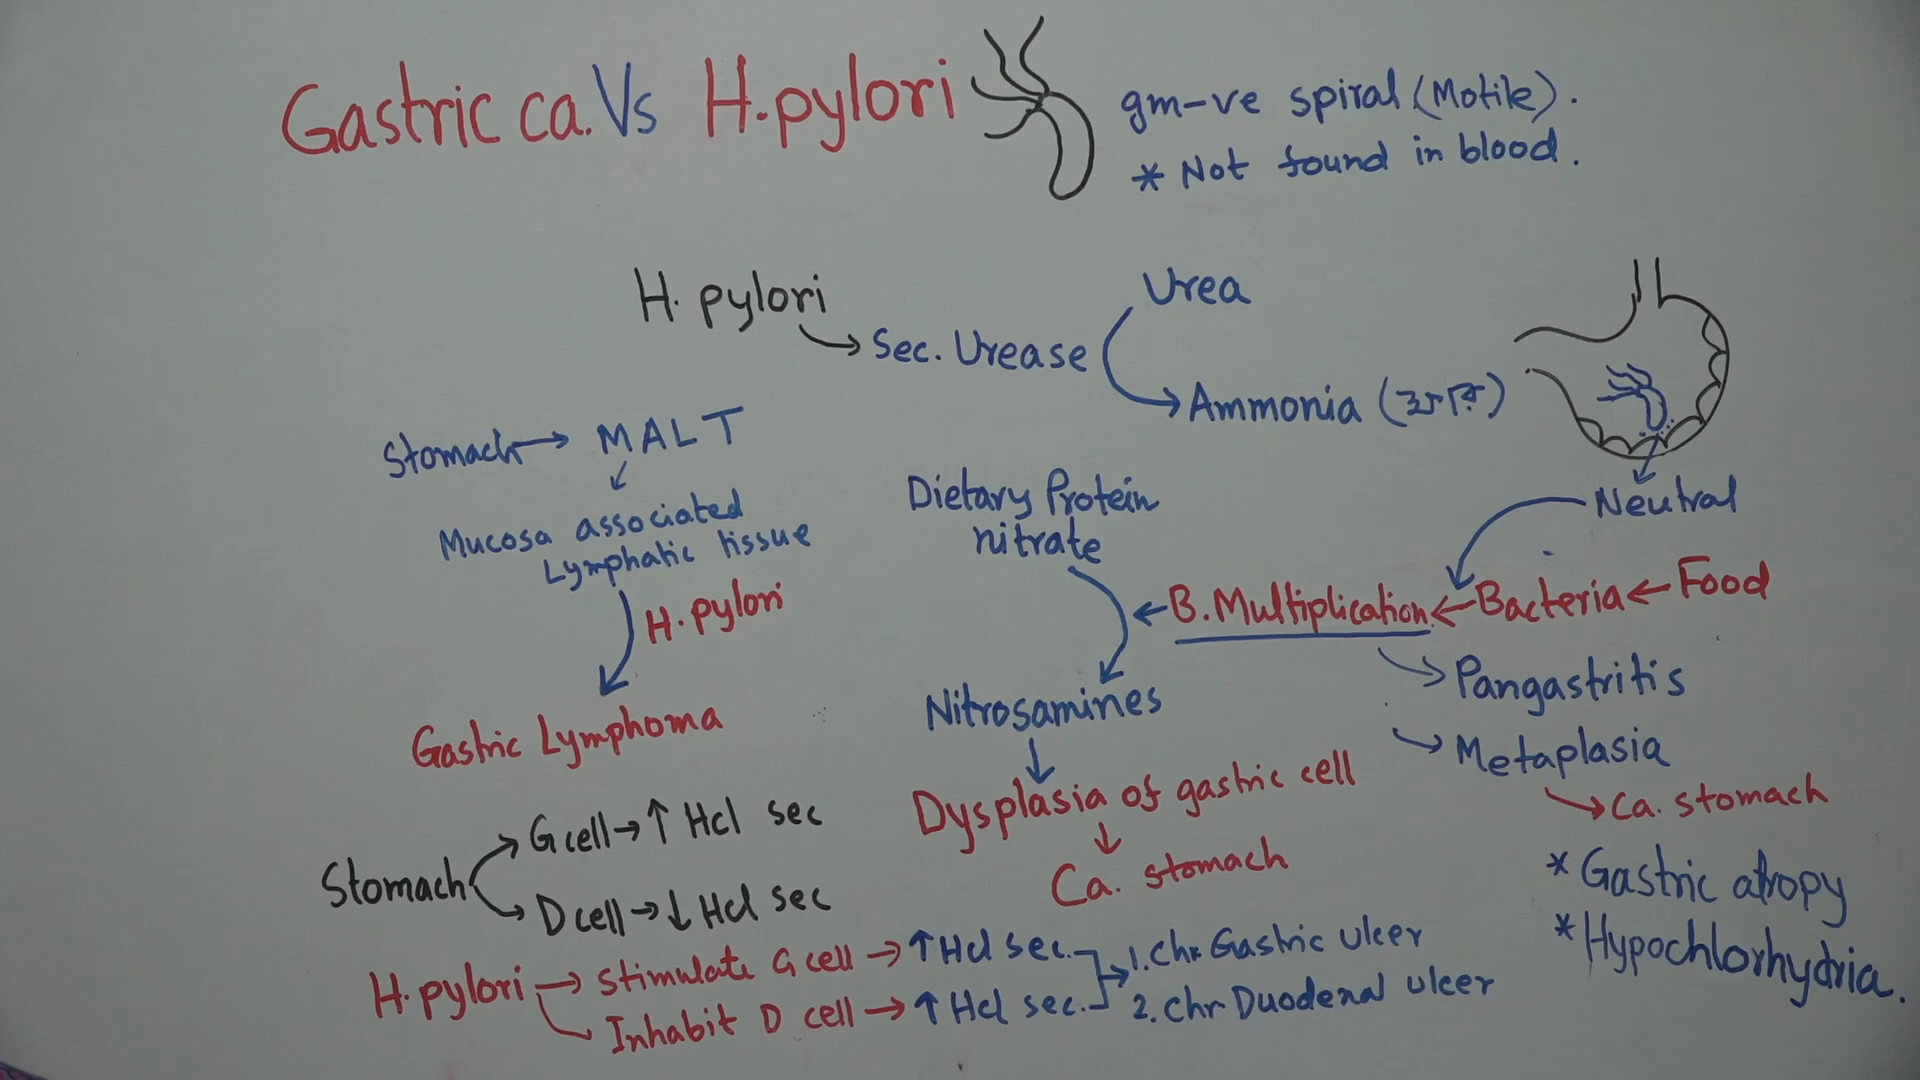 Gastric ca. Vs H.pylori
gm-ve spiral (Motile).
* Not found in blood.
H. pylori
→ Sec. Urease
Urea
→ Ammonia
Stomach → MALT
Mucosa associated
Lymphatic tissue
H.pylori
Gastric Lymphoma
Dietary Protein
nitrate
Nitrosamines
Dysplasia of gastric cell
Ca. stomach
Neutral
← B. Multiplication ← Bacteria ← Food
→ Pangastritis
→ Metaplasia
→ Ca. stomach
* Gastric atropy
* Hypochlorhydria.
Stomach
G cell → ↑ Hcl sec
D cell → ↓ Hcl sec
H.pylori → stimulate G cell → ↑ Hcl sec.
Inhabit D cell → ↑ Hcl sec.
1. Chr. Gastric ulcer
2. Chr Duodenal ulcer